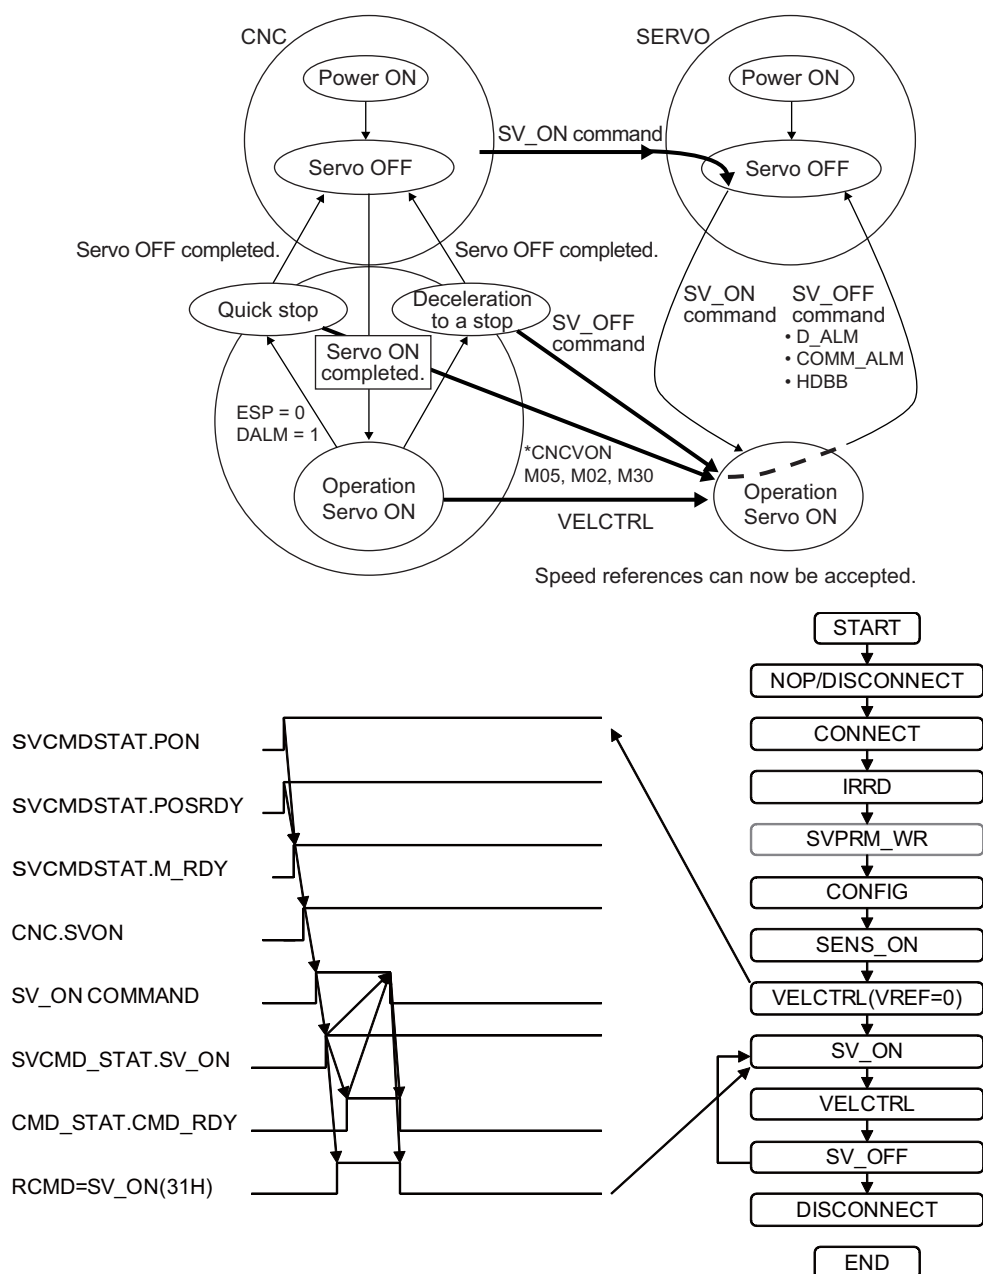 CNC
SERVO
Power ON
Power ON
SV_ON command
Servo OFF
Servo OFF
Servo OFF completed.
Servo OFF completed.
Quick stop
Deceleration
to a stop
SV_OFF
command
SV_ON
command
SV_OFF
command
• D_ALM
• COMM_ALM
• HDBB
Servo ON
completed.
ESP = 0
DALM = 1
*CNCVON
M05, M02, M30
Operation
Servo ON
VELCTRL
Operation
Servo ON
Speed references can now be accepted.
SVCMDSTAT.PON
SVCMDSTAT.POSRDY
SVCMDSTAT.M_RDY
CNC.SVON
SV_ON COMMAND
SVCMD_STAT.SV_ON
CMD_STAT.CMD_RDY
RCMD=SV_ON(31H)
START
NOP/DISCONNECT
CONNECT
IRRD
SVPRM_WR
CONFIG
SENS_ON
VELCTRL(VREF=0)
SV_ON
VELCTRL
SV_OFF
DISCONNECT
END